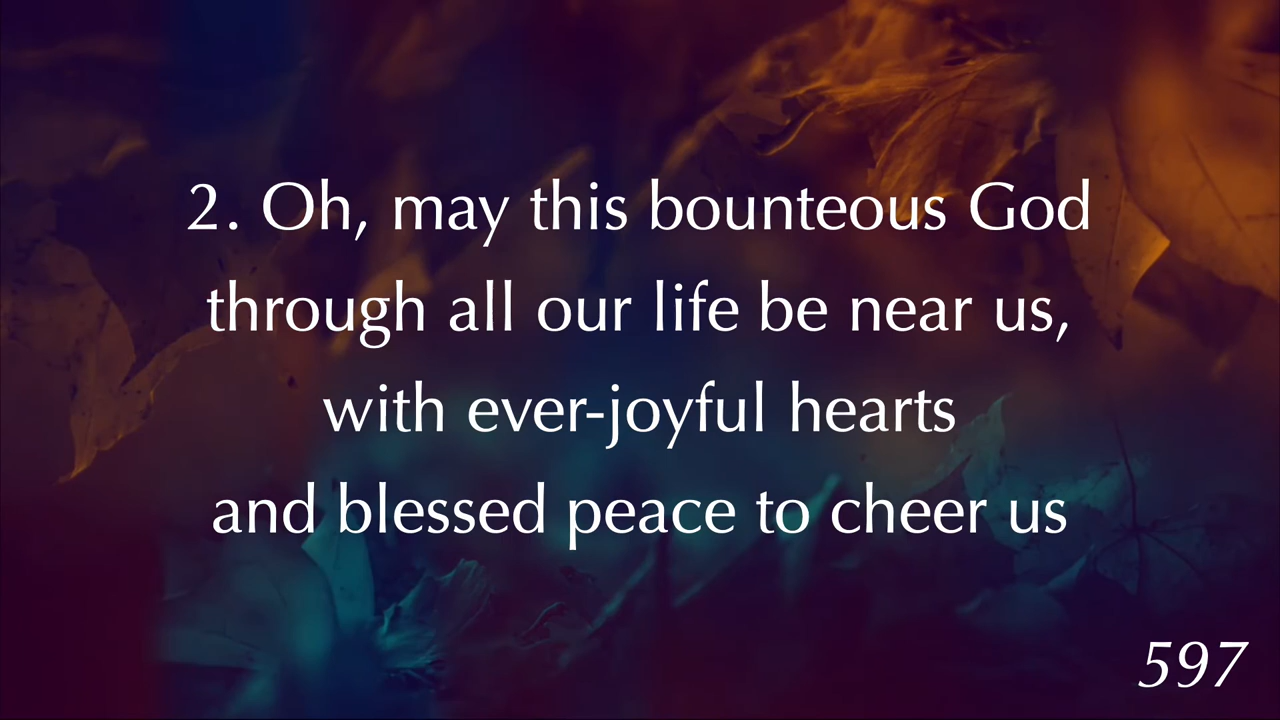 2. Oh, may this bounteous God
through all our life be near us,
with ever-joyful hearts
and blessed peace to cheer us
597